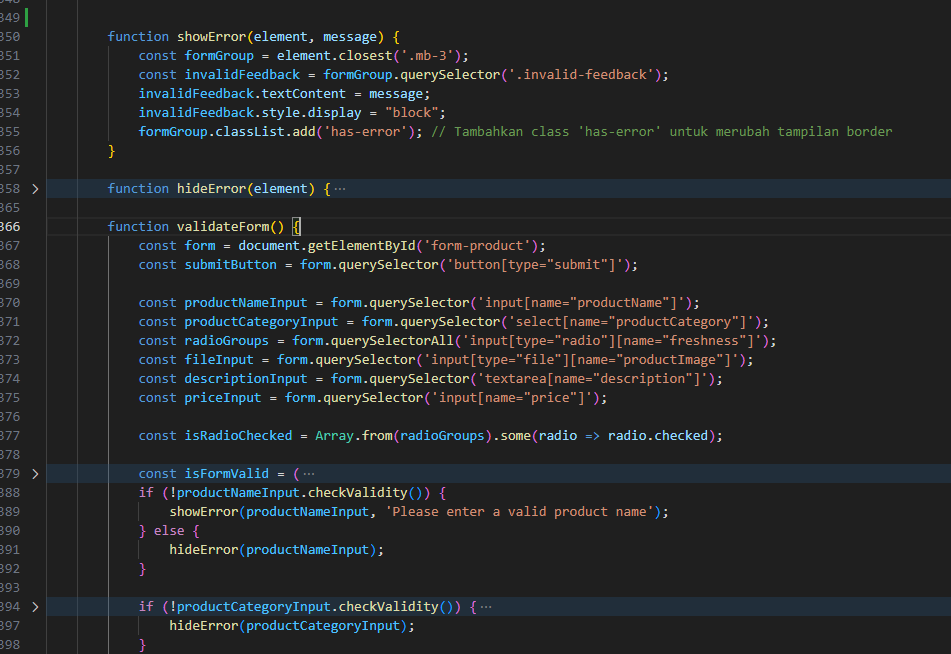 349
350 function showError(element, message) {
351 const formGroup = element.closest('.mb-3');
352 const invalidFeedback = formGroup.querySelector('.invalid-feedback');
353 invalidFeedback.textContent = message;
354 invalidFeedback.style.display = "block";
355 formGroup.classList.add('has-error'); // Tambahkan class 'has-error' untuk merubah tampilan border
356 }
357
358 function hideError(element) { ...
365
366 function validateForm() {
367 const form = document.getElementById('form-product');
368 const submitButton = form.querySelector('button[type="submit"]');
369
370 const productNameInput = form.querySelector('input[name="productName"]');
371 const productCategoryInput = form.querySelector('select[name="productCategory"]');
372 const radioGroups = form.querySelectorAll('input[type="radio"][name="freshness"]');
373 const fileInput = form.querySelector('input[type="file"][name="productImage"]');
374 const descriptionInput = form.querySelector('textarea[name="description"]');
375 const priceInput = form.querySelector('input[name="price"]');
376
377 const isRadioChecked = Array.from(radioGroups).some(radio => radio.checked);
378
379 const isFormValid = ( ...
388 if (!productNameInput.checkValidity()) {
389 showError(productNameInput, 'Please enter a valid product name');
390 } else {
391 hideError(productNameInput);
392 }
393
394 if (!productCategoryInput.checkValidity()) { ...
397 hideError(productCategoryInput);
398 }